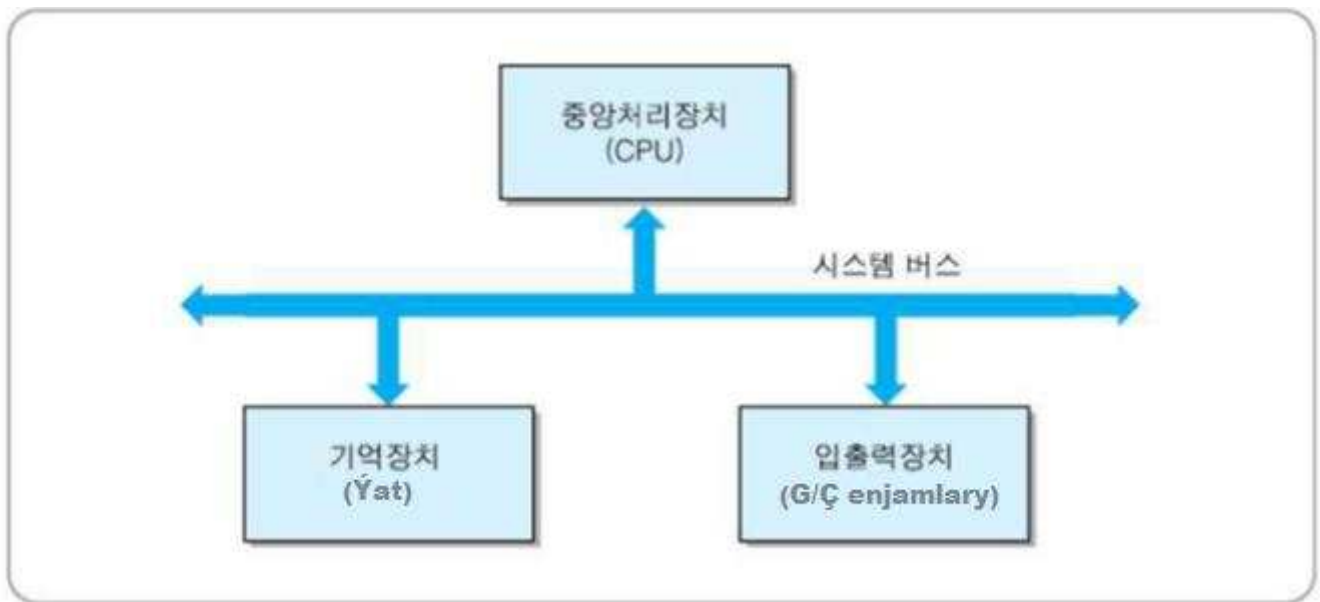 중앙처리장치
(CPU)
시스템 버스
기억장치
(Ýat)
입출력장치
(G/Ç enjamlary)